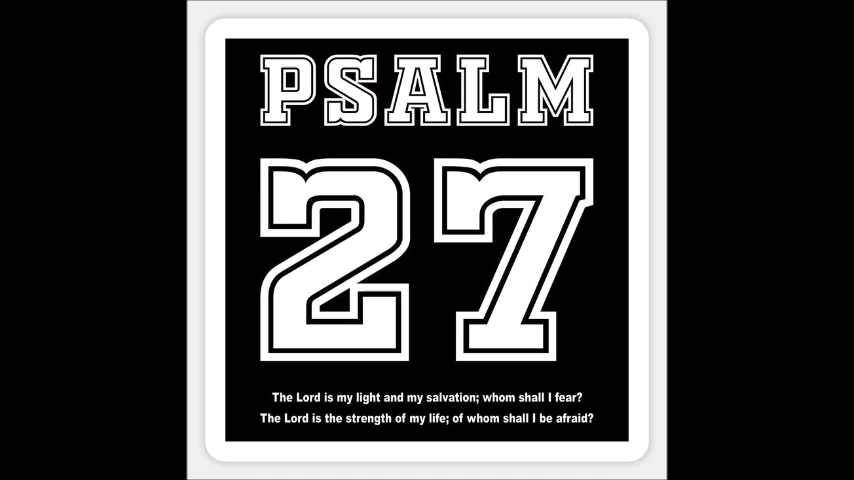 PSALM
27
The Lord is my light and my salvation; whom shall I fear?
The Lord is the strength of my life; of whom shall I be afraid?